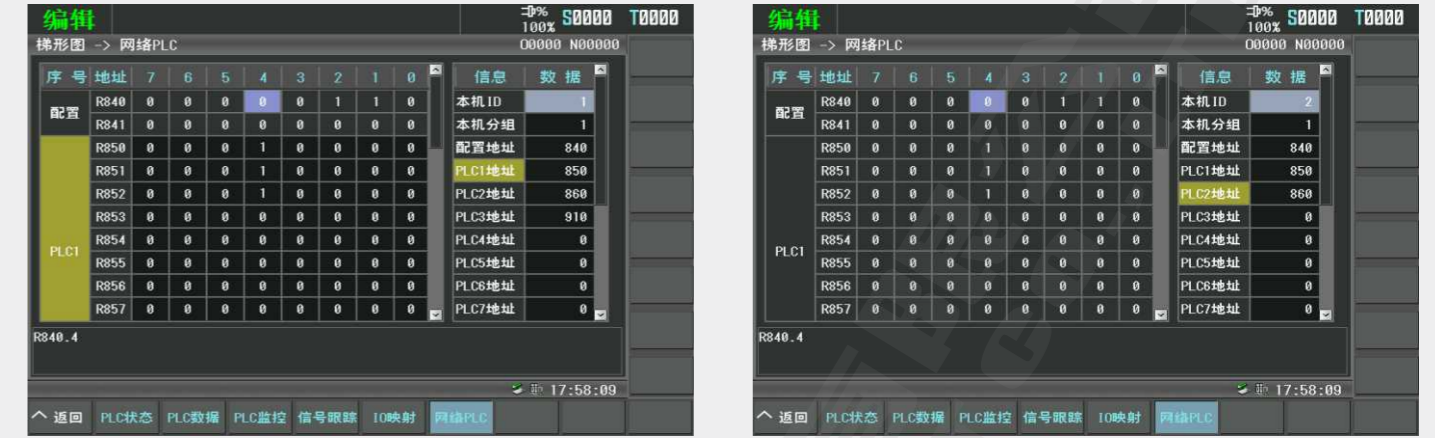 编辑 100% S0000 T0000
梯形图 -> 网络PLC O0000 N00000
序 号 地址 7 6 5 4 3 2 1 0 信息 数 据
配置 R840 0 0 0 0 0 1 1 0 本机ID 1
R841 0 0 0 0 0 0 0 0 本机分组 1
PLC1 R850 0 0 0 1 0 0 0 0 配置地址 840
R851 0 0 0 1 0 0 0 0 PLC1地址 850
R852 0 0 0 1 0 0 0 0 PLC2地址 860
R853 0 0 0 0 0 0 0 0 PLC3地址 910
R854 0 0 0 0 0 0 0 0 PLC4地址 0
R855 0 0 0 0 0 0 0 0 PLC5地址 0
R856 0 0 0 0 0 0 0 0 PLC6地址 0
R857 0 0 0 0 0 0 0 0 PLC7地址 0
R840.4
17:58:09
返回 PLC状态 PLC数据 PLC监控 信号跟踪 IO映射 网络PLC
编辑 100% S0000 T0000
梯形图 -> 网络PLC O0000 N00000
序 号 地址 7 6 5 4 3 2 1 0 信息 数 据
配置 R840 0 0 0 0 0 1 1 0 本机ID 2
R841 0 0 0 0 0 0 0 0 本机分组 1
PLC1 R850 0 0 0 1 0 0 0 0 配置地址 840
R851 0 0 0 1 0 0 0 0 PLC1地址 850
R852 0 0 0 1 0 0 0 0 PLC2地址 860
R853 0 0 0 0 0 0 0 0 PLC3地址 0
R854 0 0 0 0 0 0 0 0 PLC4地址 0
R855 0 0 0 0 0 0 0 0 PLC5地址 0
R856 0 0 0 0 0 0 0 0 PLC6地址 0
R857 0 0 0 0 0 0 0 0 PLC7地址 0
R840.4
17:58:09
返回 PLC状态 PLC数据 PLC监控 信号跟踪 IO映射 网络PLC